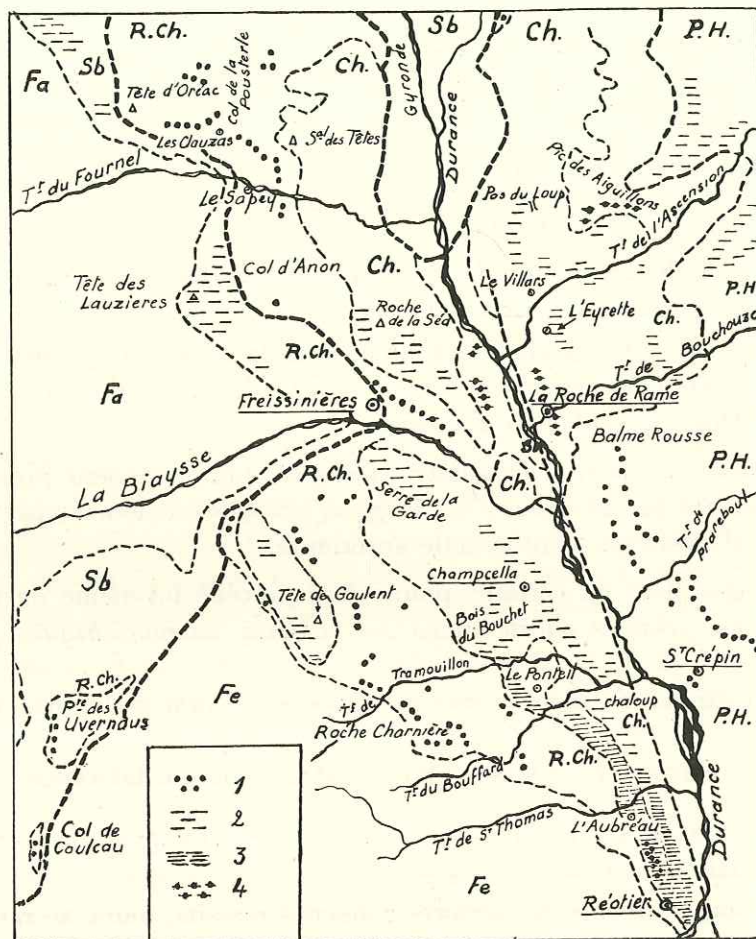 R.Ch.
Sb
Ch.
P.H.
Sb
Fa
Tête d'Oréac
Col de la
Pousterle
Ch.
Gyronde
Durance
Les Clauzas
Sal des Têtes
Tt du Fournel
Le Sapey
Pic des Aiguillons
Pas du Loup
Tt de l'Ascension
Col d'Anon
Ch.
Le Villars
Tête des
Lauzières
Roche
de la Séa
L'Eyrette
Ch.
P.H.
Tt de
Bouchouze
R.Ch.
Fa
Freissinières
La Roche de Rame
Balme Rousse
P.H.
La Biaysse
R.Ch.
Ch.
Serre de la
Garde
Tt de
Prarebout
Sb
Champcella
Tête de Gaulent
Bois
du Bouchet
St Crépin
R.Ch.
Pte des
Uvernaus
Fe
Tt de
Tramouillon
Le Ponteil
chaloup
Ch.
P.H.
Roche Charnière
R.Ch.
Tt du Bouffard
Col de
Coulcau
L'Aubreau
Tt de St Thomas
Durance
Fe
Réotier
1
2
3
4